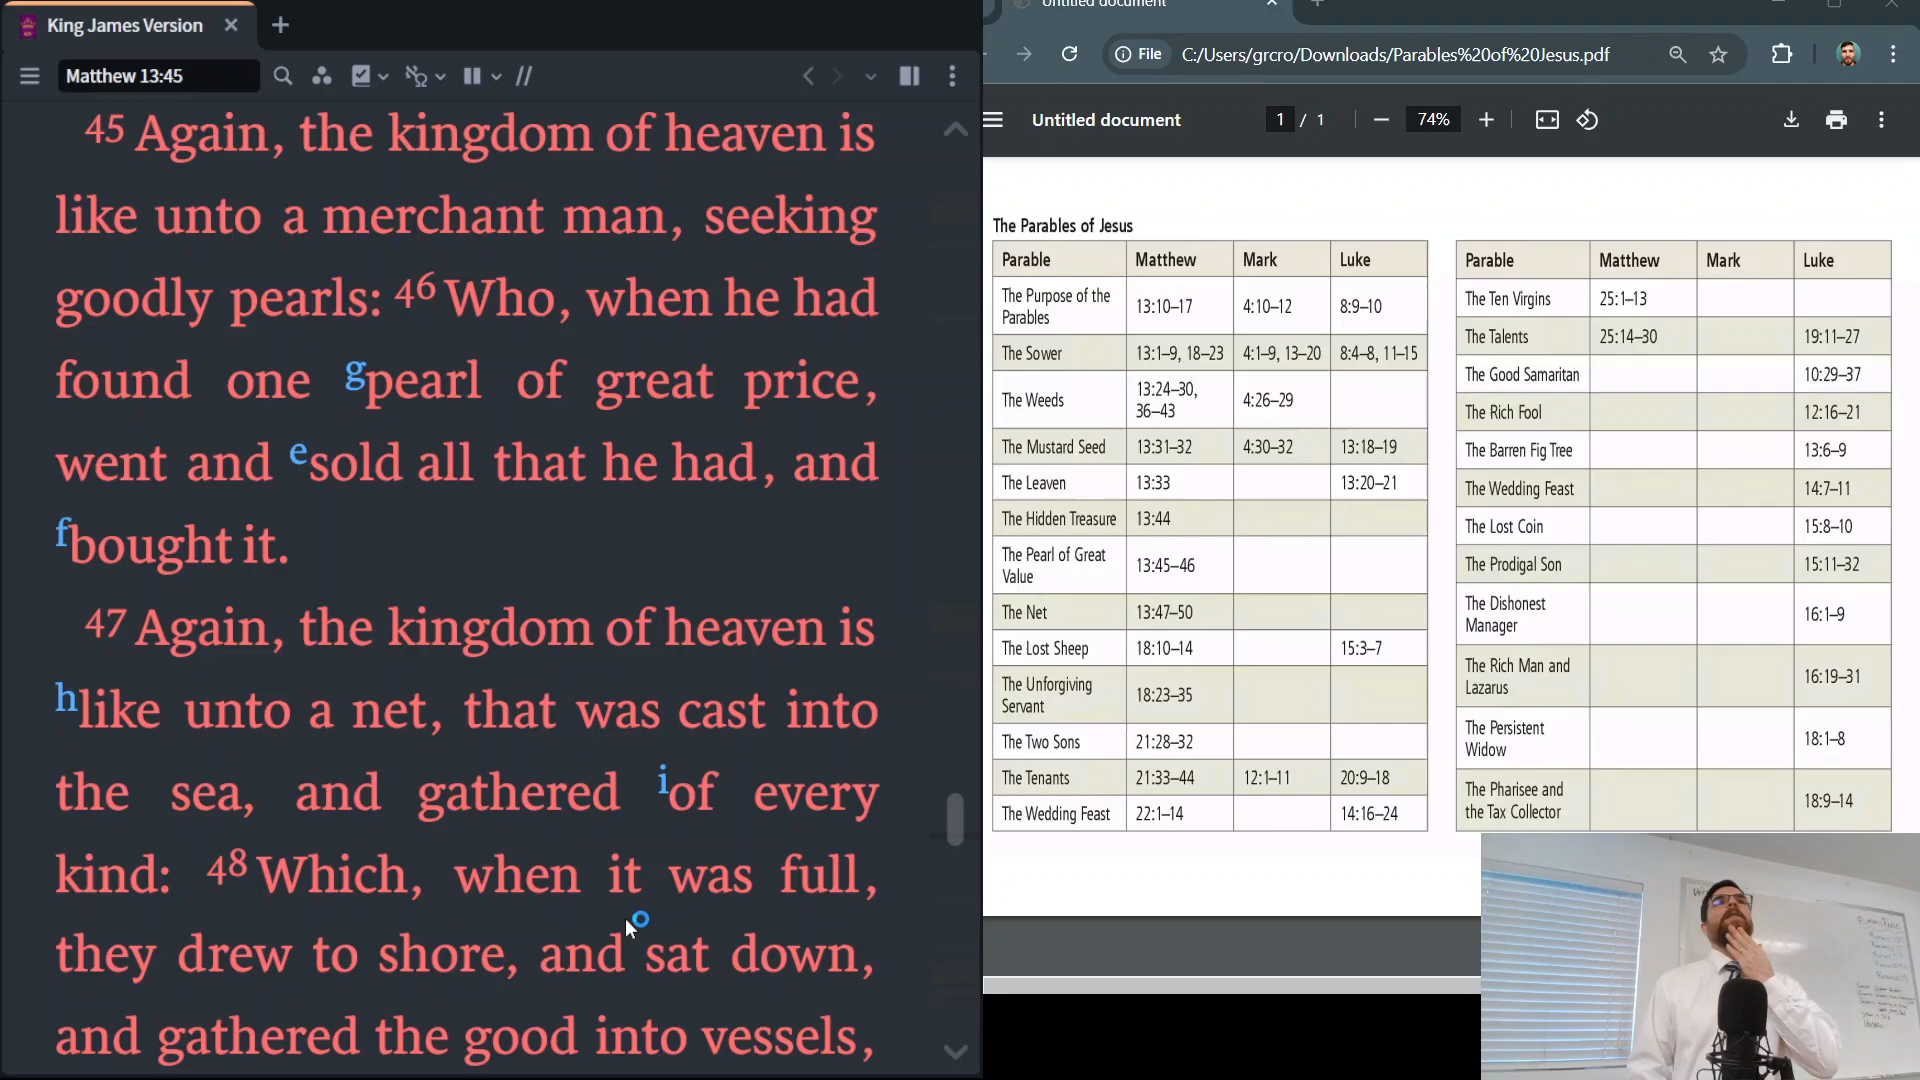 King James Version
Matthew 13:45
45 Again, the kingdom of heaven is
like unto a merchant man, seeking
goodly pearls: 46 Who, when he had
found one gpearl of great price,
went and esold all that he had, and
fbought it.
47 Again, the kingdom of heaven is
hlike unto a net, that was cast into
the sea, and gathered iof every
kind: 48 Which, when it was full,
they drew to shore, and sat down,
and gathered the good into vessels,
Untitled document
File C:/Users/grcro/Downloads/Parables%20of%20Jesus.pdf
Untitled document 1 / 1 74%
The Parables of Jesus
Parable Matthew Mark Luke
The Purpose of the
Parables 13:10–17 4:10–12 8:9–10
The Sower 13:1–9, 18–23 4:1–9, 13–20 8:4–8, 11–15
The Weeds 13:24–30,
36–43 4:26–29
The Mustard Seed 13:31–32 4:30–32 13:18–19
The Leaven 13:33 13:20–21
The Hidden Treasure 13:44
The Pearl of Great
Value 13:45–46
The Net 13:47–50
The Lost Sheep 18:10–14 15:3–7
The Unforgiving
Servant 18:23–35
The Two Sons 21:28–32
The Tenants 21:33–44 12:1–11 20:9–18
The Wedding Feast 22:1–14 14:16–24
Parable Matthew Mark Luke
The Ten Virgins 25:1–13
The Talents 25:14–30 19:11–27
The Good Samaritan 10:29–37
The Rich Fool 12:16–21
The Barren Fig Tree 13:6–9
The Wedding Feast 14:7–11
The Lost Coin 15:8–10
The Prodigal Son 15:11–32
The Dishonest
Manager 16:1–9
The Rich Man and
Lazarus 16:19–31
The Persistent
Widow 18:1–8
The Pharisee and
the Tax Collector 18:9–14